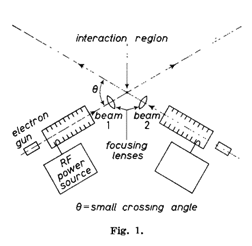 interaction region
θ
electron
gun
beam
1
beam
2
RF
power
source
focusing
lenses
θ=small crossing angle
Fig. 1.